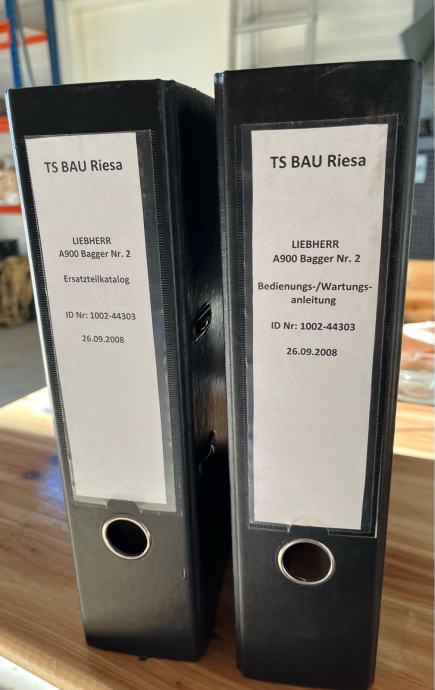 TS BAU Riesa
LIEBHERR
A900 Bagger Nr. 2
Ersatzteilkatalog
ID Nr: 1002-44303
26.09.2008
TS BAU Riesa
LIEBHERR
A900 Bagger Nr. 2
Bedienungs-/Wartungs-
anleitung
ID Nr: 1002-44303
26.09.2008